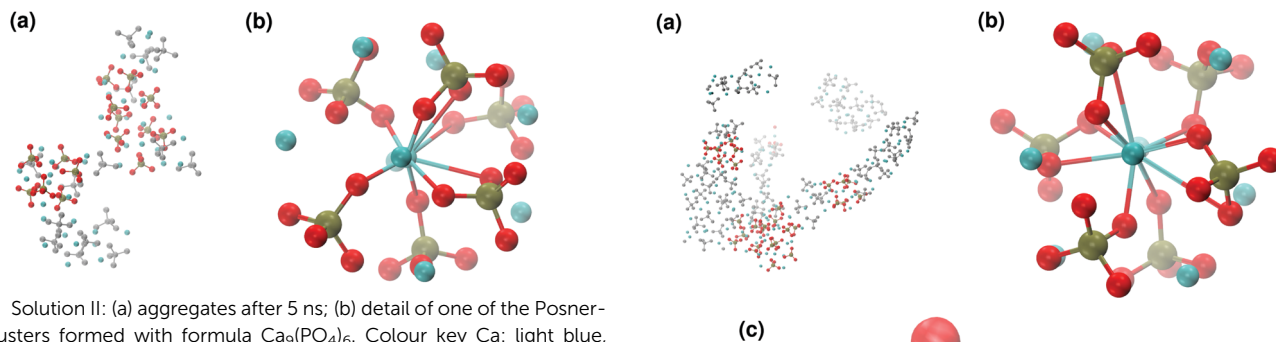 (a)
(b)
(a)
(b)
Solution II: (a) aggregates after 5 ns; (b) detail of one of the Posner-
usters formed with formula Ca₉(PO₄)₆. Colour key Ca: light blue,
(c)